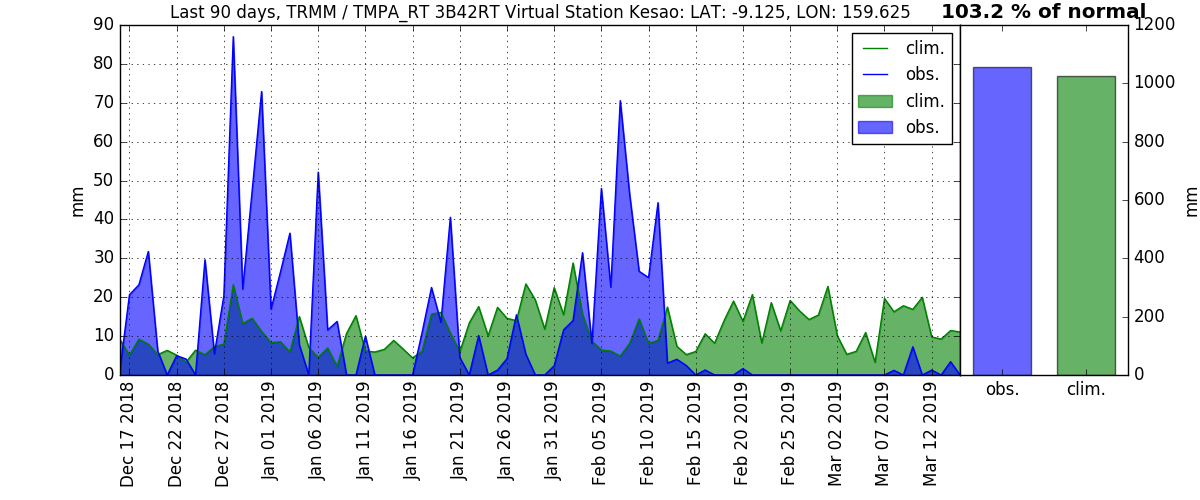 Last 90 days, TRMM / TMPA_RT 3B42RT Virtual Station Kesao: LAT: -9.125, LON: 159.625
103.2 % of normal
90
80
70
60
50
40
30
20
10
0
mm
clim.
obs.
clim.
obs.
Dec 17 2018
Dec 22 2018
Dec 27 2018
Jan 01 2019
Jan 06 2019
Jan 11 2019
Jan 16 2019
Jan 21 2019
Jan 26 2019
Jan 31 2019
Feb 05 2019
Feb 10 2019
Feb 15 2019
Feb 20 2019
Feb 25 2019
Mar 02 2019
Mar 07 2019
Mar 12 2019
1200
1000
800
600
400
200
0
mm
obs.
clim.